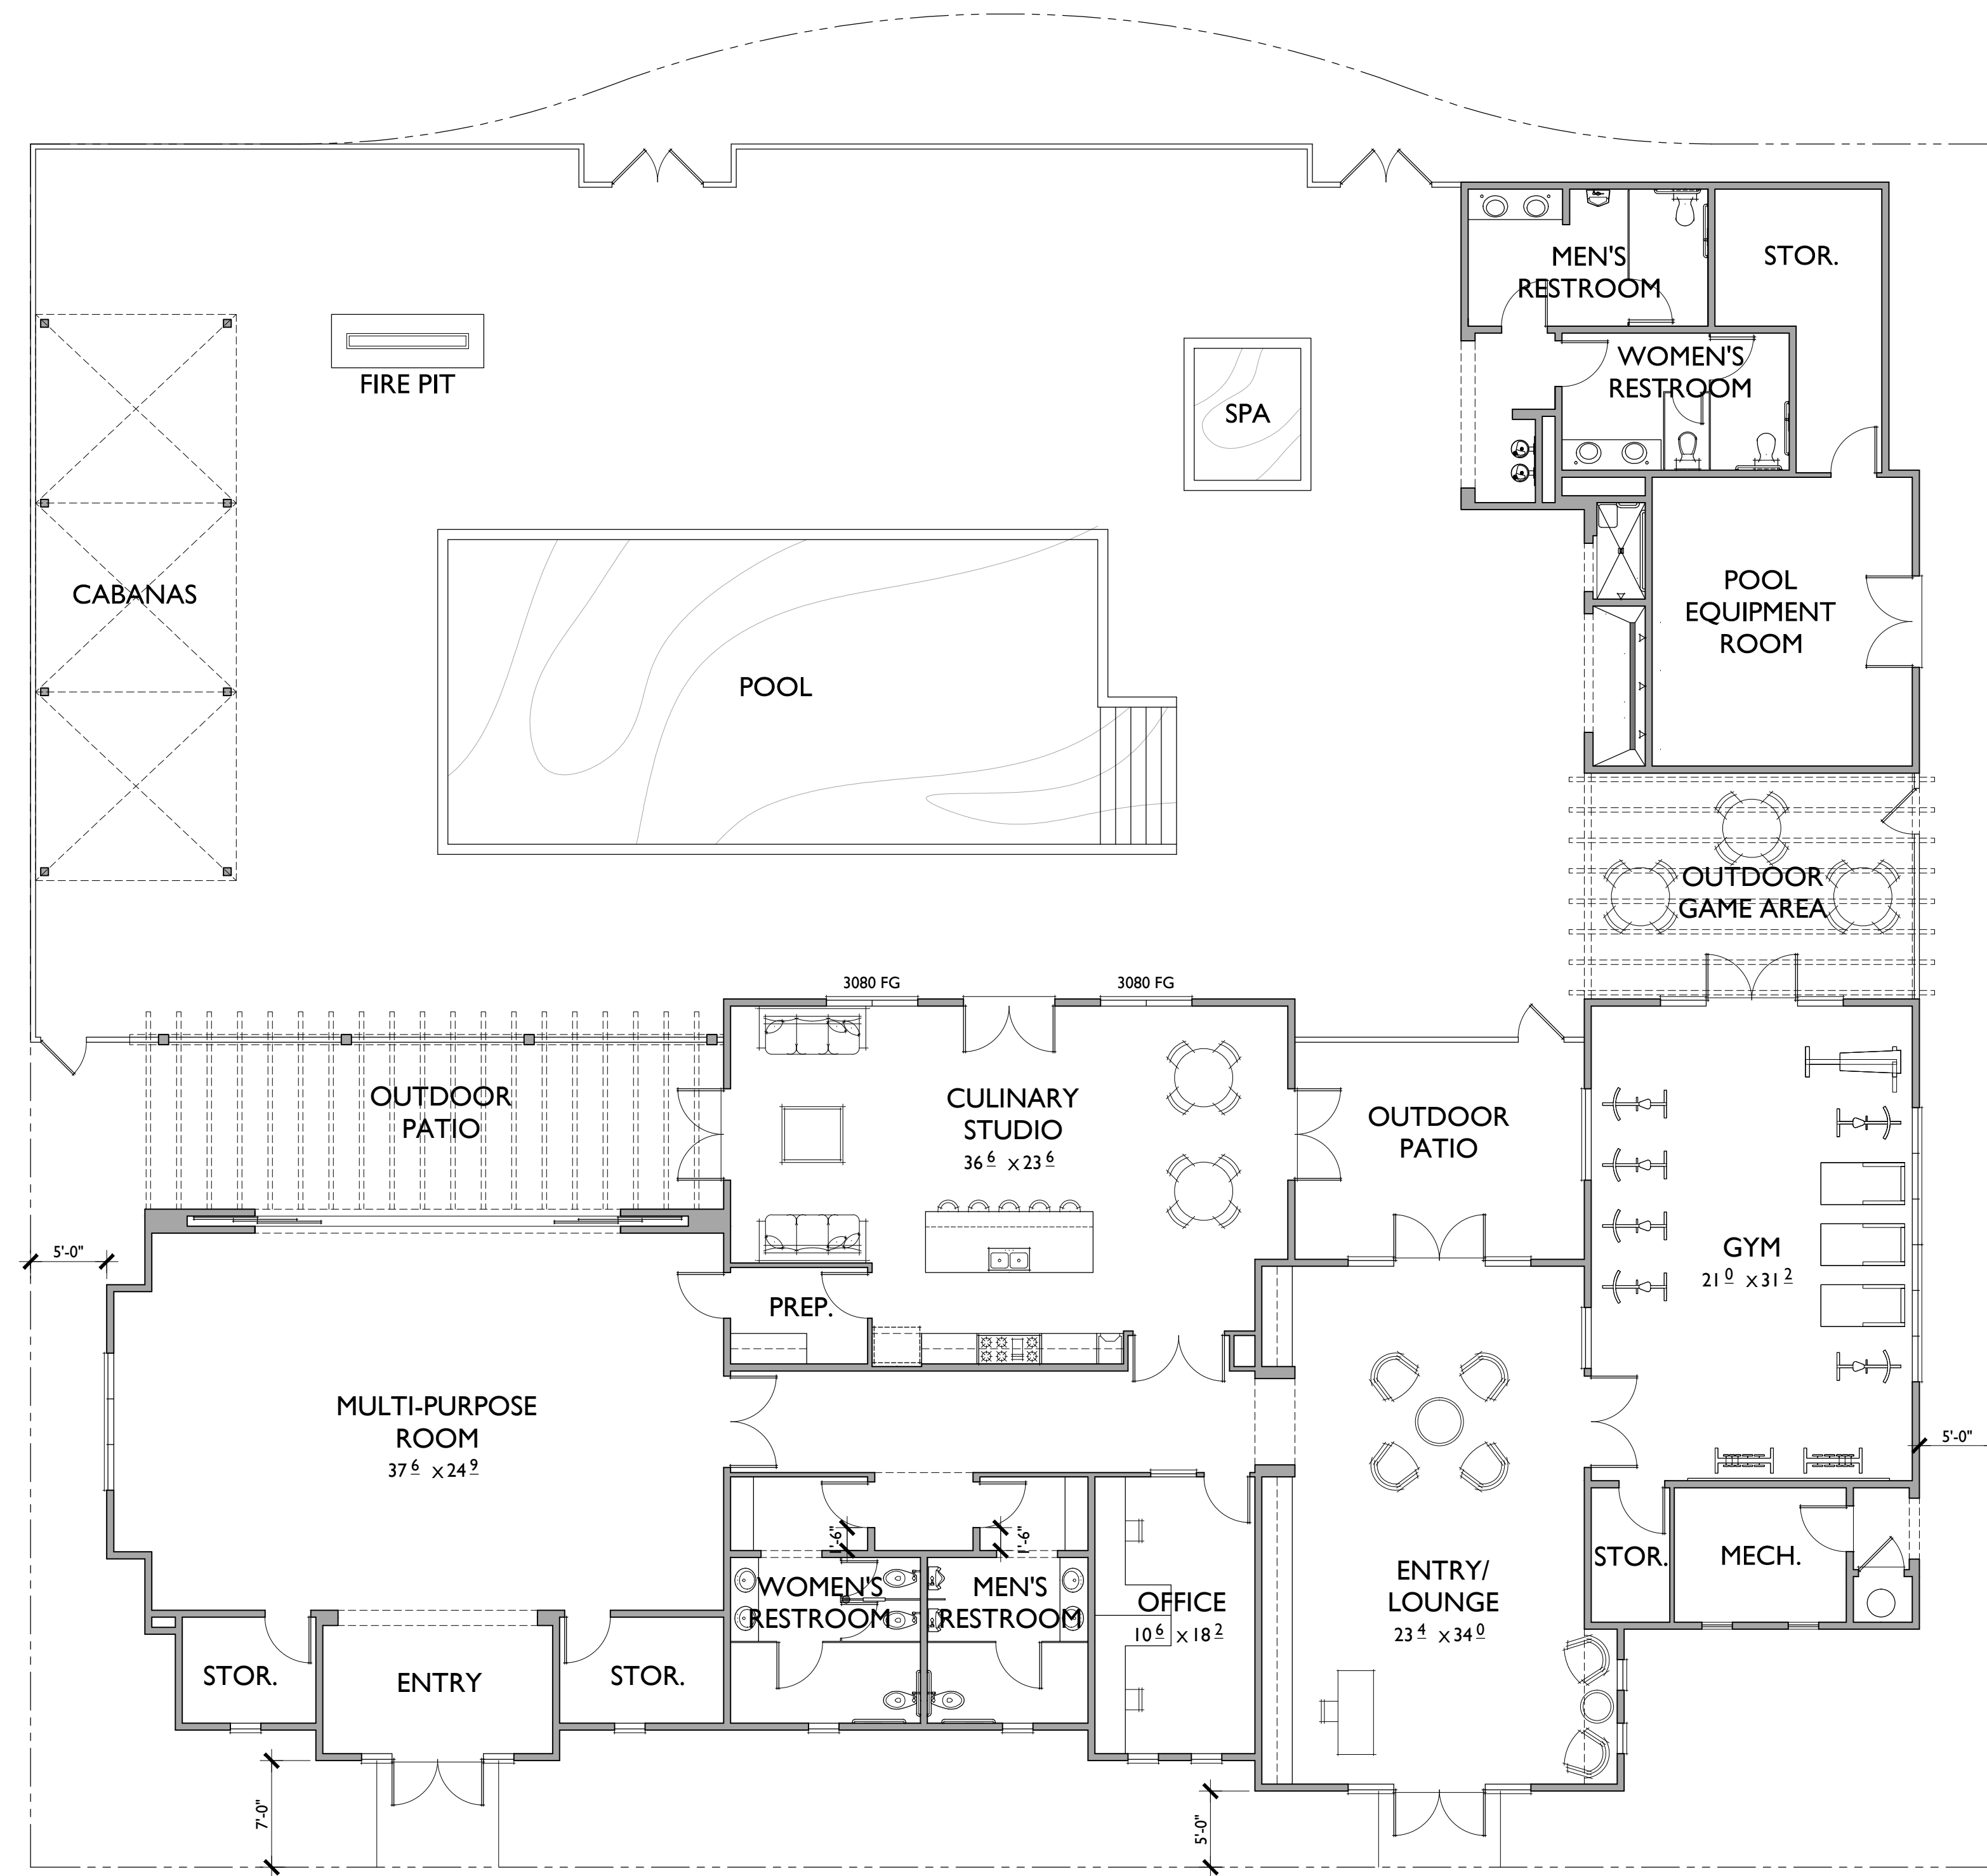 MEN'S
RESTROOM
STOR.
WOMEN'S
RESTROOM
FIRE PIT
SPA
CABANAS
POOL
EQUIPMENT
ROOM
POOL
OUTDOOR
GAME AREA
3080 FG
3080 FG
OUTDOOR
PATIO
CULINARY
STUDIO
36 6 x 23 6
OUTDOOR
PATIO
5'-0"
GYM
21 0 x 31 2
PREP.
MULTI-PURPOSE
ROOM
37 6 x 24 9
5'-0"
1'-6"
1'-6"
STOR.
MECH.
WOMEN'S
RESTROOM
MEN'S
RESTROOM
OFFICE
10 6 x 18 2
ENTRY/
LOUNGE
23 4 x 34 0
STOR.
ENTRY
STOR.
7'-0"
5'-0"